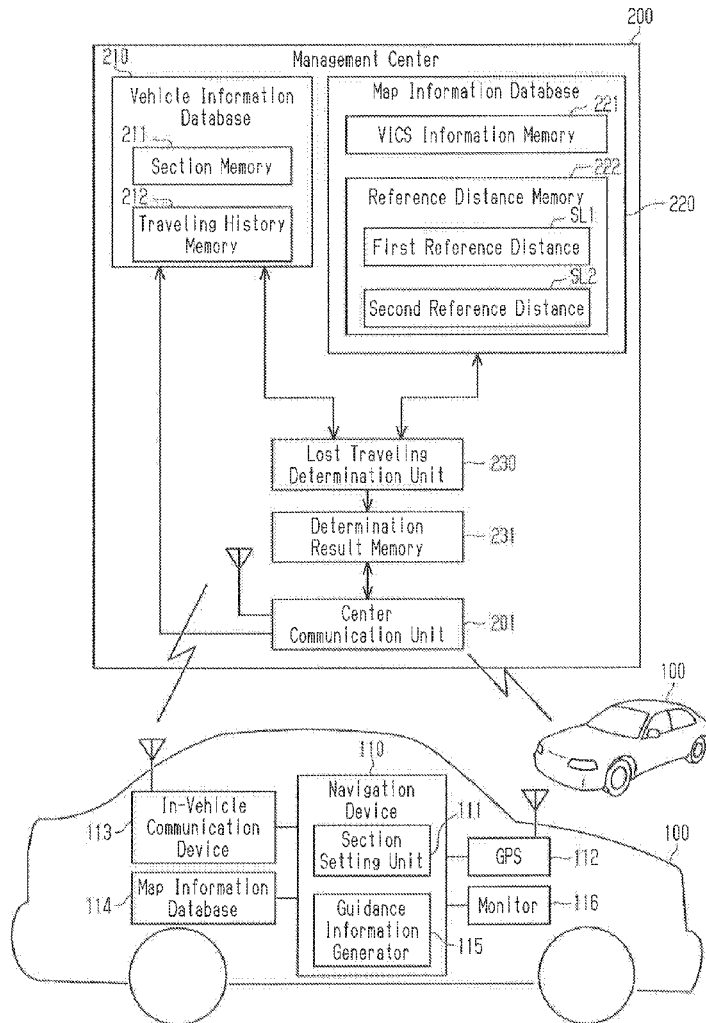 200
Management Center
210
Vehicle Information
Database
211
Section Memory
212
Traveling History
Memory
Map Information Database
221
VICS Information Memory
222
Reference Distance Memory
SL1
First Reference Distance
SL2
Second Reference Distance
220
Lost Traveling
Determination Unit
230
Determination
Result Memory
231
Center
Communication Unit
201
100
110
Navigation
Device
111
Section
Setting Unit
In-Vehicle
Communication
Device
113
GPS
112
100
Map Information
Database
114
Guidance
Information
Generator
115
Monitor
116